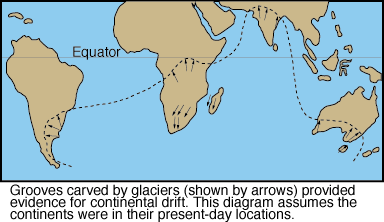 Equator
Grooves carved by glaciers (shown by arrows) provided
evidence for continental drift. This diagram assumes the
continents were in their present-day locations.